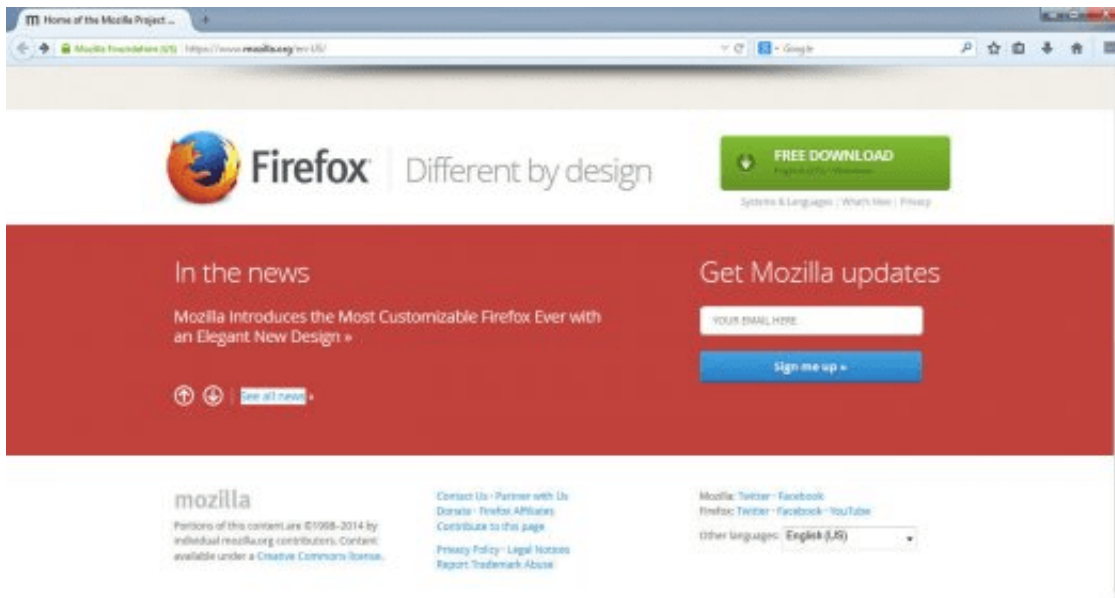 Home of the Mozilla Project ...
Mozilla Foundation (US) https://www.mozilla.org/en-US/
Google
Firefox Different by design
FREE DOWNLOAD
English (US) - Windows
Systems & Languages | What's New | Privacy
In the news
Mozilla Introduces the Most Customizable Firefox Ever with
an Elegant New Design »
See all news »
Get Mozilla updates
YOUR EMAIL HERE
Sign me up »
mozilla
Portions of this content are ©1998–2014 by
individual mozilla.org contributors. Content
available under a Creative Commons license.
Contact Us · Partner with Us
Donate · Firefox Affiliates
Contribute to this page
Privacy Policy · Legal Notices
Report Trademark Abuse
Mozilla: Twitter · Facebook
Firefox: Twitter · Facebook · YouTube
Other languages: English (US)